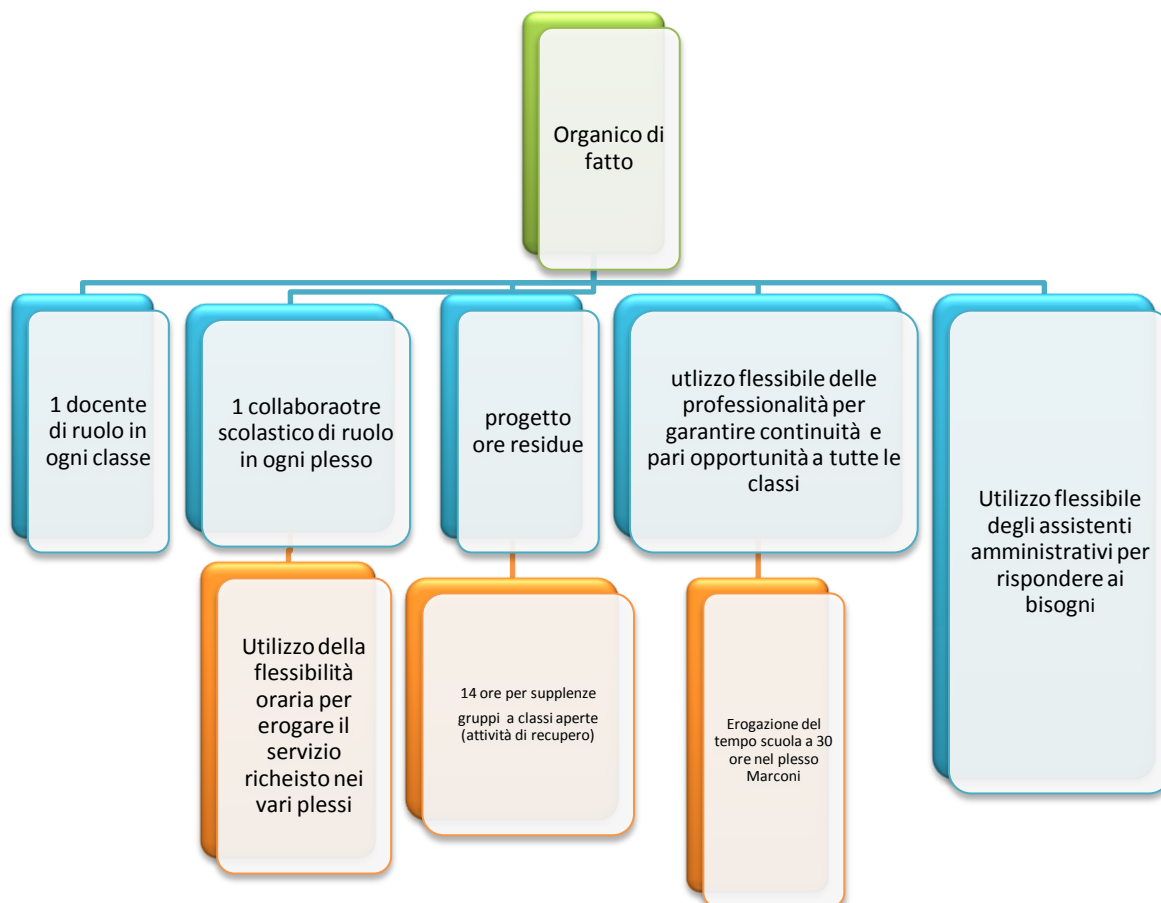 Organico di
fatto
1 docente
di ruolo in
ogni classe
1 collaboraotre
scolastico di ruolo
in ogni plesso
progetto
ore residue
utlizzo flessibile delle
professionalità per
garantire continuità e
pari opportunità a tutte le
classi
Utilizzo flessibile
degli assistenti
amministrativi per
rispondere ai
bisogni
Utilizzo della
flessibilità
oraria per
erogare il
servizio
richeisto nei
vari plessi
14 ore per supplenze
gruppi a classi aperte
(attività di recupero)
Erogazione del
tempo scuola a 30
ore nel plesso
Marconi